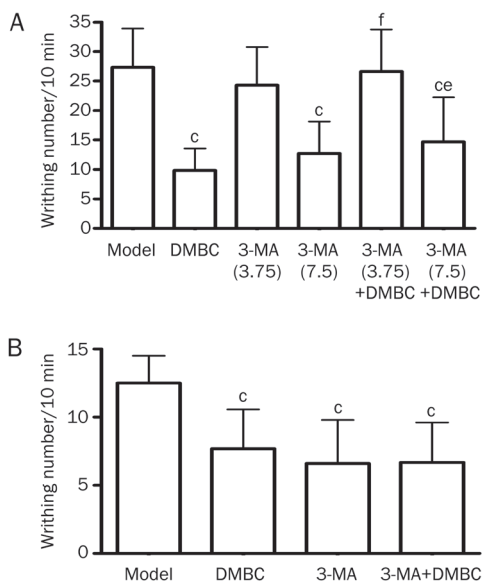 A
Writhing number/10 min
35
30
25
20
15
10
5
0
c
c
f
ce
Model DMBC 3-MA 3-MA 3-MA 3-MA
(3.75) (7.5) (3.75) (7.5)
+DMBC +DMBC
B
Writhing number/10 min
15
10
5
0
c
c
c
Model DMBC 3-MA 3-MA+DMBC